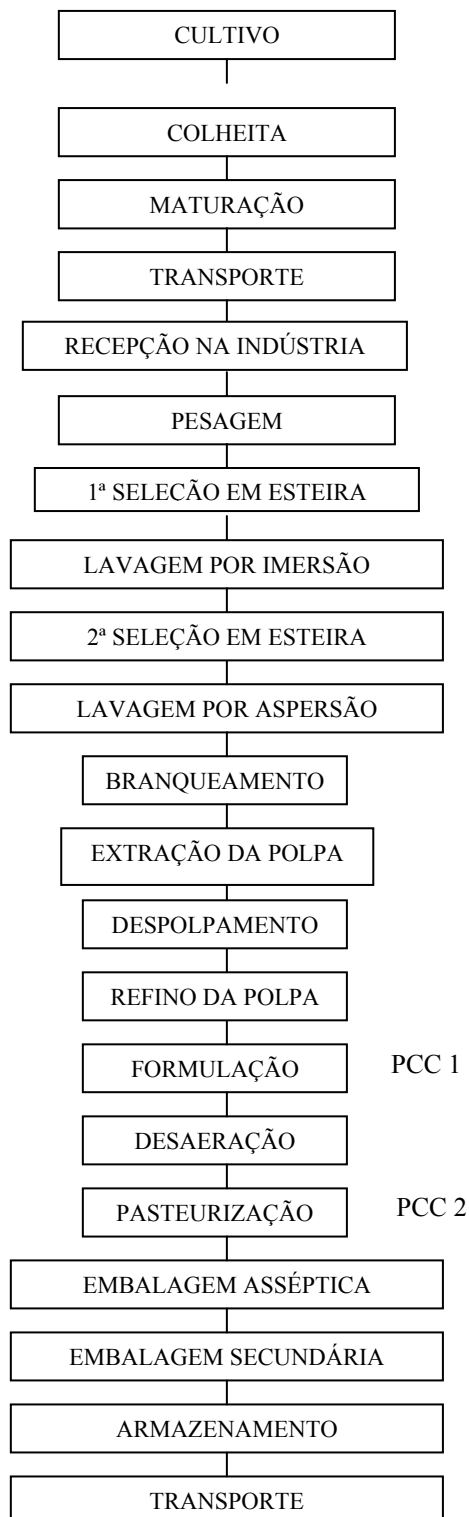 CULTIVO
COLHEITA
MATURAÇÃO
TRANSPORTE
RECEPÇÃO NA INDÚSTRIA
PESAGEM
1ª SELEÇÃO EM ESTEIRA
LAVAGEM POR IMERSÃO
2ª SELEÇÃO EM ESTEIRA
LAVAGEM POR ASPERSÃO
BRANQUEAMENTO
EXTRAÇÃO DA POLPA
DESPOLPAMENTO
REFINO DA POLPA
FORMULAÇÃO PCC 1
DESAERAÇÃO
PASTEURIZAÇÃO PCC 2
EMBALAGEM ASSÉPTICA
EMBALAGEM SECUNDÁRIA
ARMAZENAMENTO
TRANSPORTE